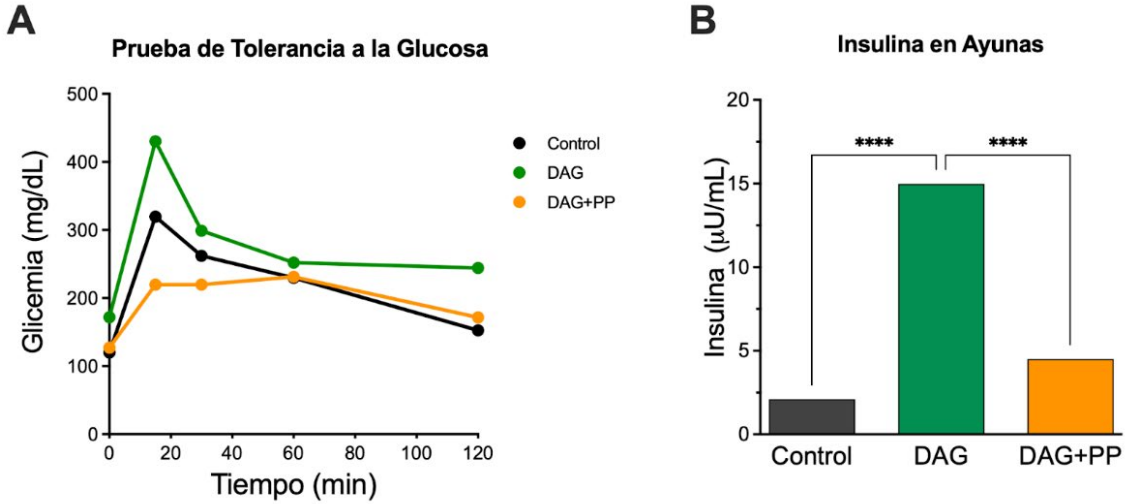 A
Prueba de Tolerancia a la Glucosa
500
400
300
200
100
0
Glicemia (mg/dL)
0 20 40 60 80 100 120
Tiempo (min)
Control
DAG
DAG+PP
B
Insulina en Ayunas
20
15
10
5
0
Insulina (μU/mL)
**** ****
Control DAG DAG+PP